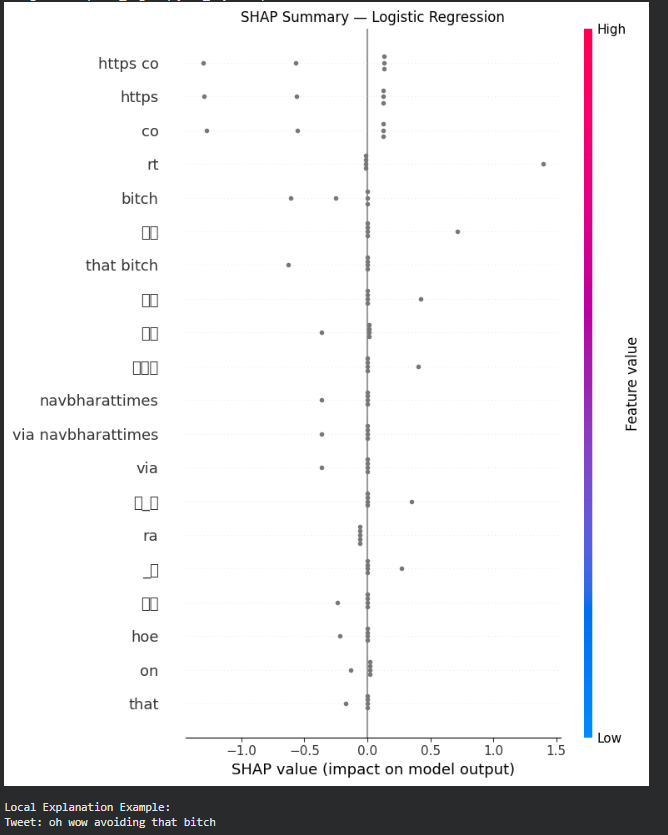 SHAP Summary — Logistic Regression
High
https co
https
co
rt
bitch
that bitch
navbharattimes
via navbharattimes
via
ra
hoe
on
that
Feature value
Low
−1.0 −0.5 0.0 0.5 1.0 1.5
SHAP value (impact on model output)
Local Explanation Example:
Tweet: oh wow avoiding that bitch